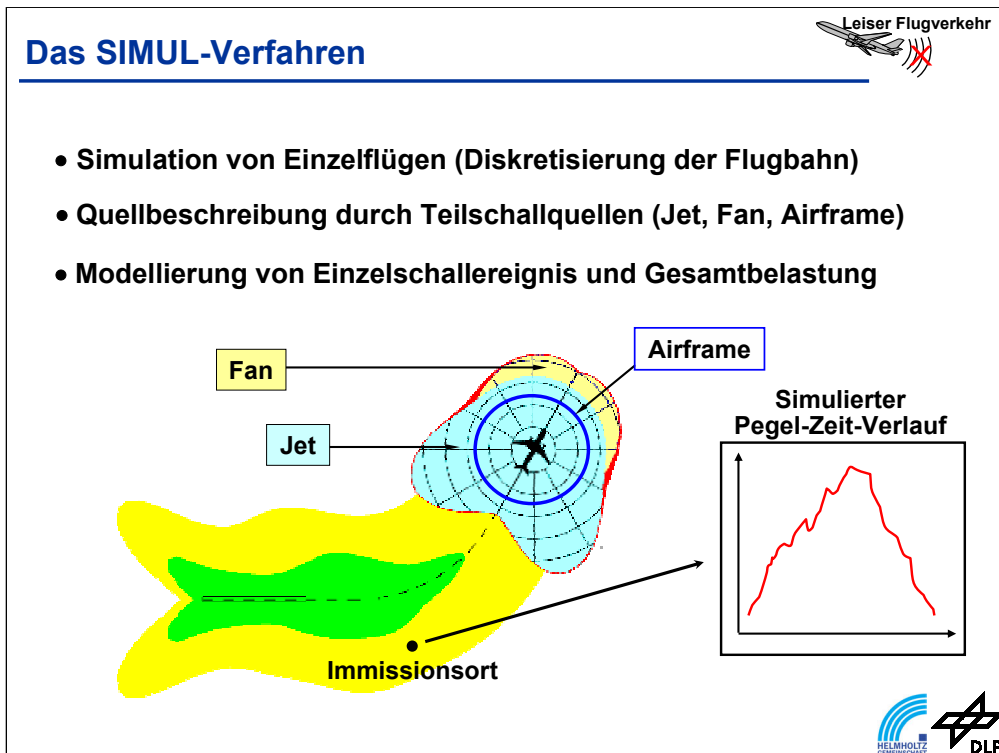 Leiser Flugverkehr
Das SIMUL-Verfahren
• Simulation von Einzelflügen (Diskretisierung der Flugbahn)
• Quellbeschreibung durch Teilschallquellen (Jet, Fan, Airframe)
• Modellierung von Einzelschallereignis und Gesamtbelastung
Fan
Airframe
Jet
Simulierter
Pegel-Zeit-Verlauf
Immissionsort
HELMHOLTZ
GEMEINSCHAFT
DLR